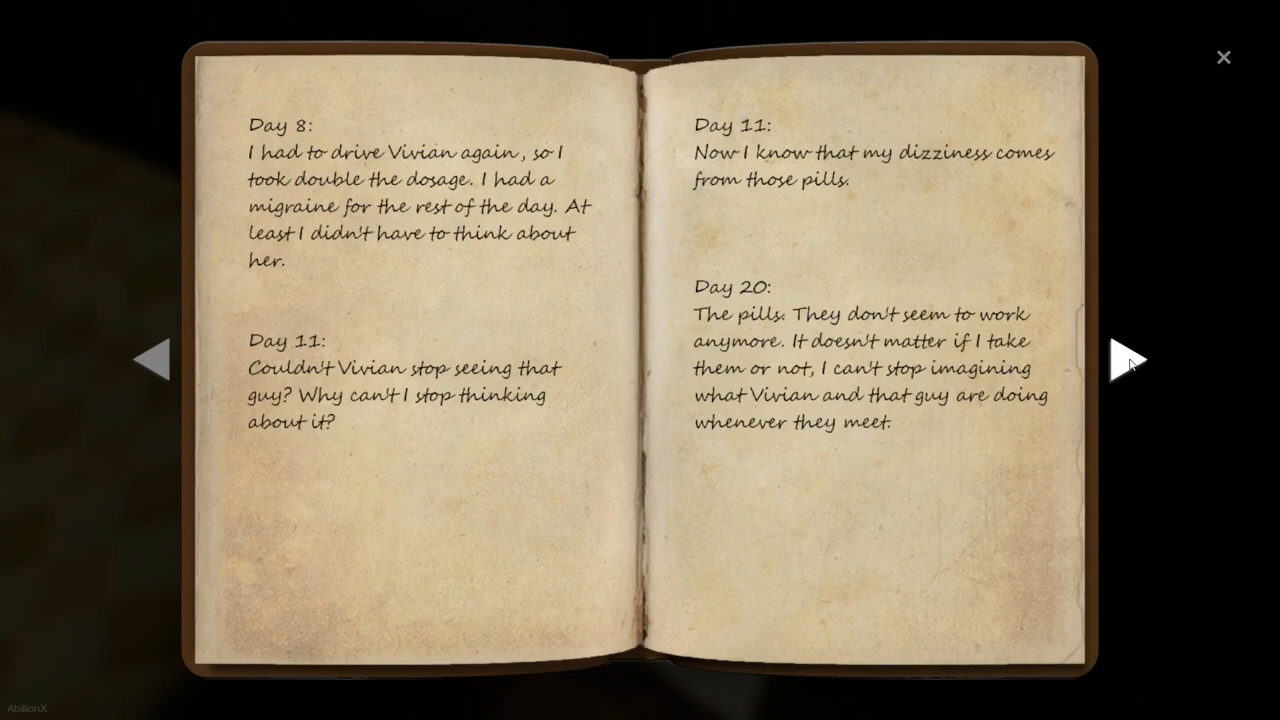 Day 8:
I had to drive Vivian again, so I
took double the dosage. I had a
migraine for the rest of the day. At
least I didn't have to think about
her.
Day 11:
Couldn't Vivian stop seeing that
guy? Why can't I stop thinking
about it?
Day 11:
Now I know that my dizziness comes
from those pills.
Day 20:
The pills. They don't seem to work
anymore. It doesn't matter if I take
them or not, I can't stop imagining
what Vivian and that guy are doing
whenever they meet.
AbillionX